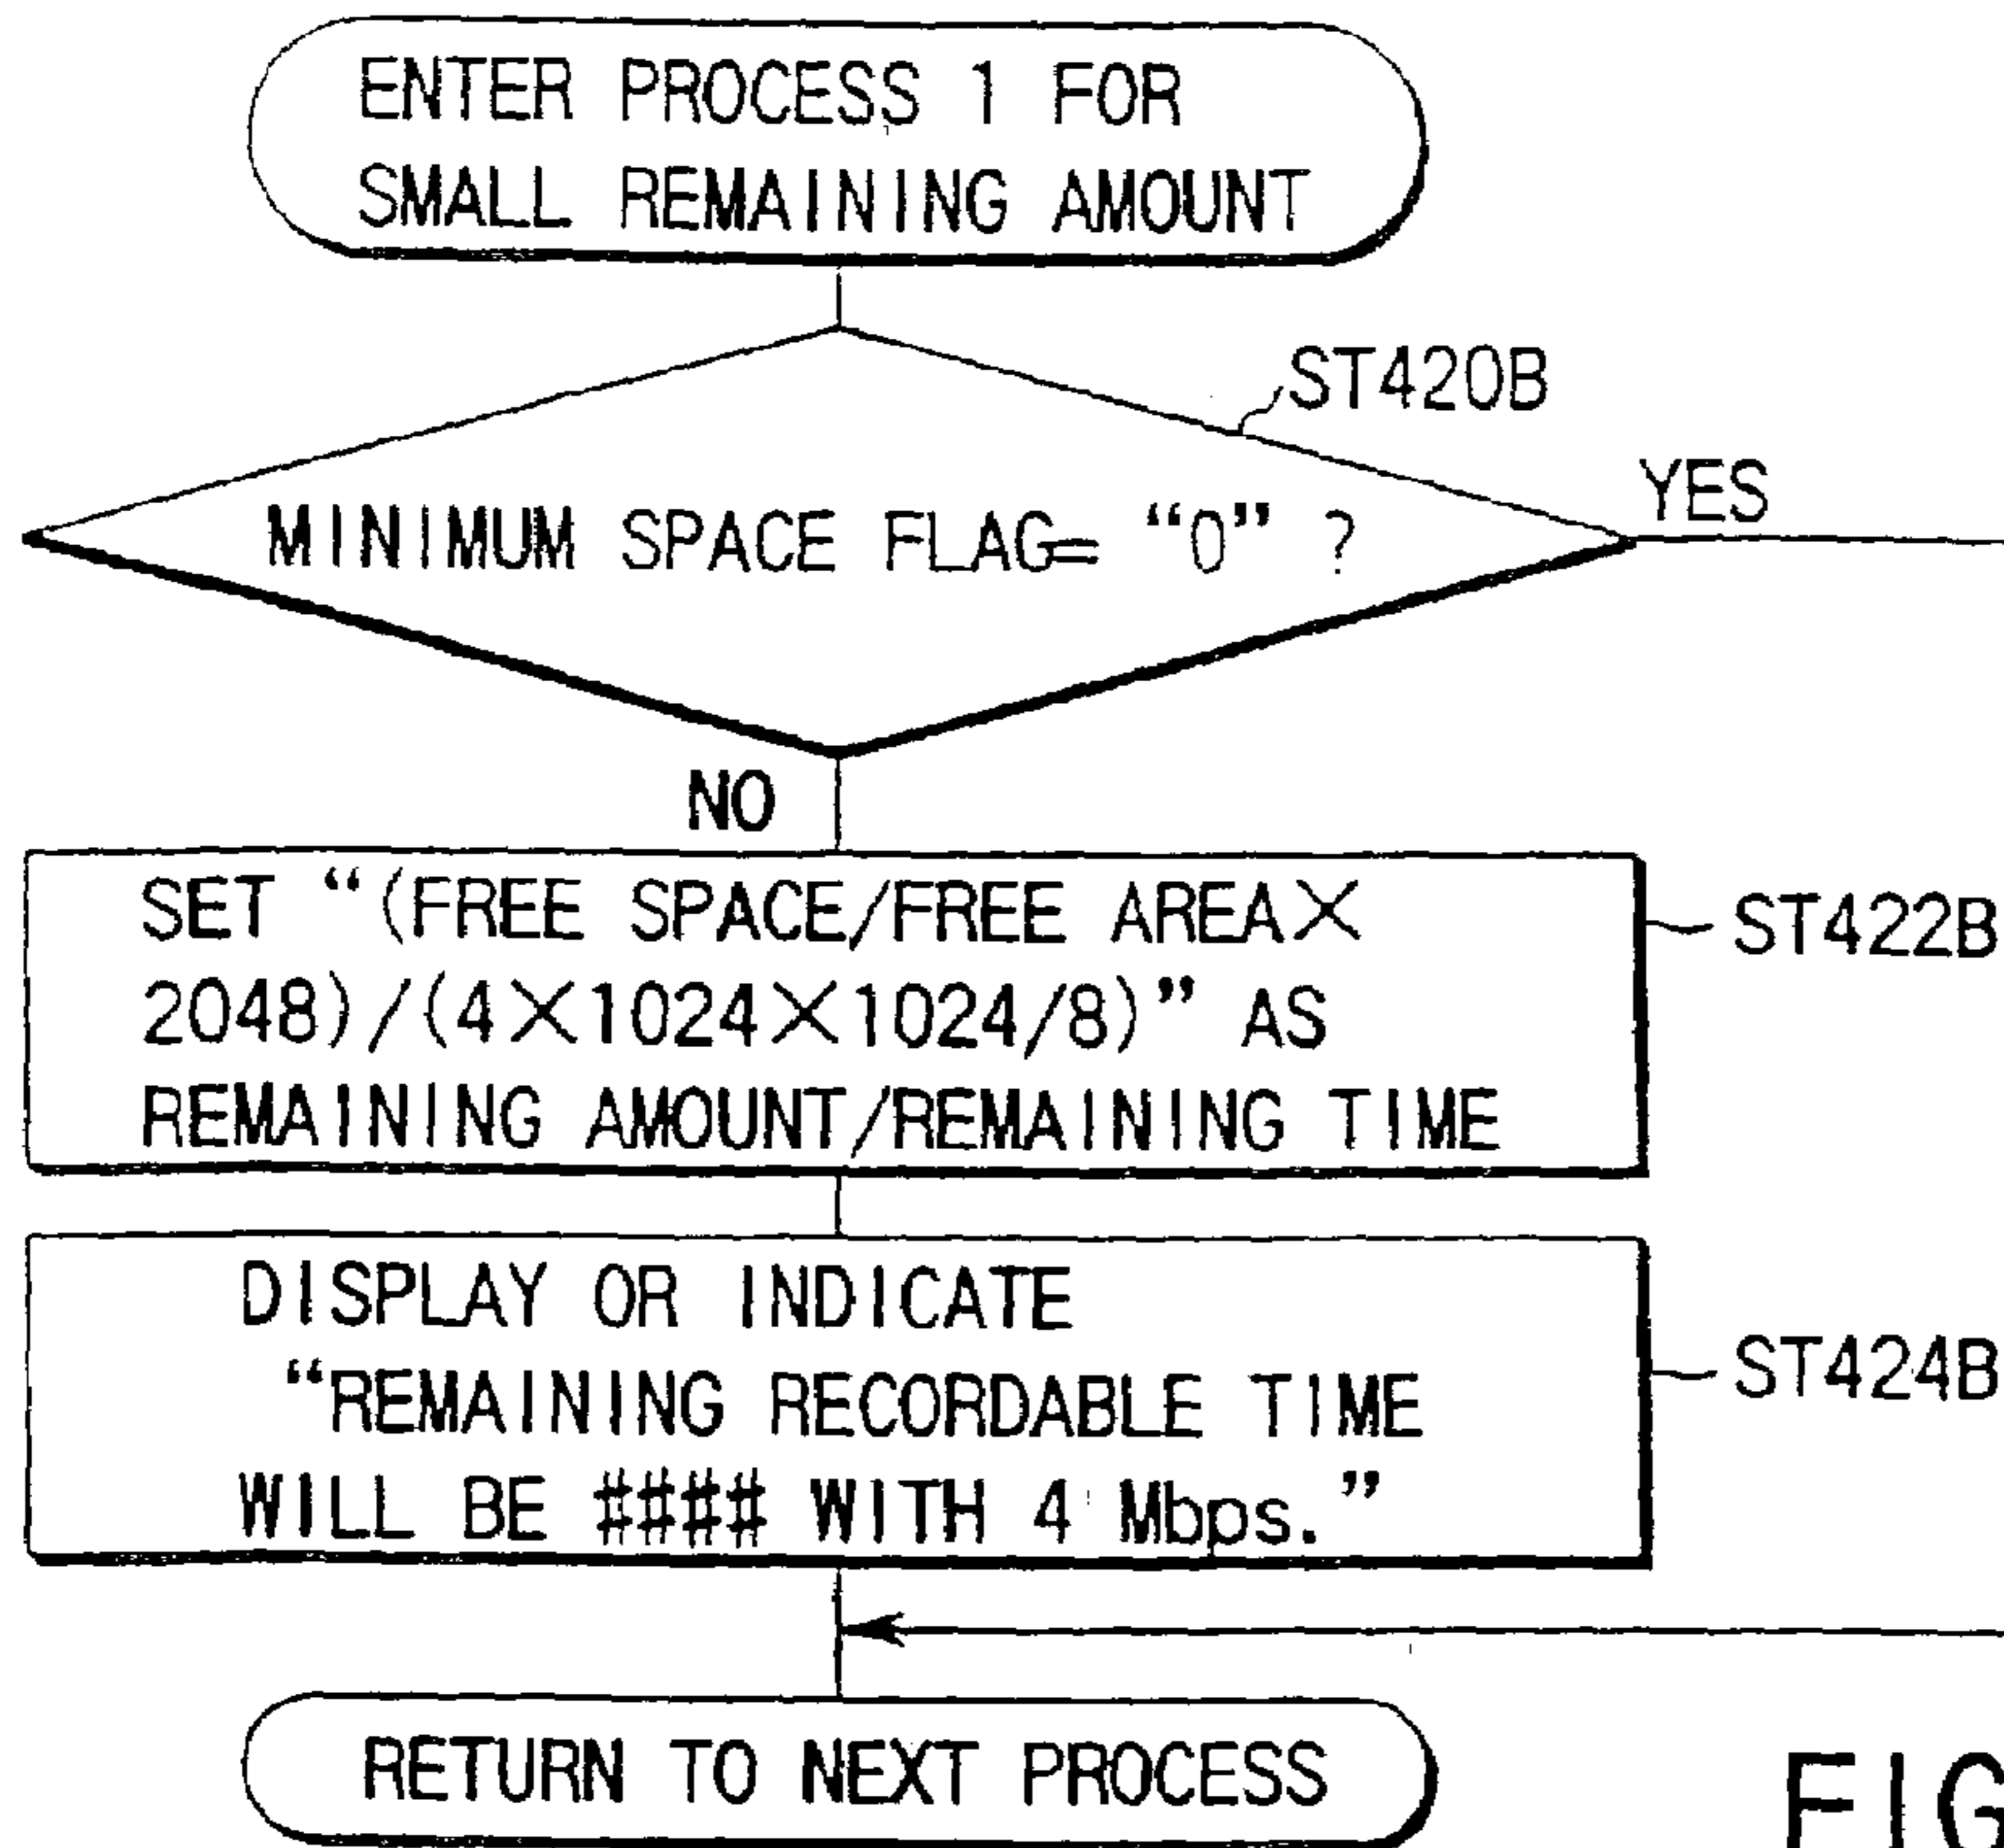 ENTER PROCESS 1 FOR
SMALL REMAINING AMOUNT
ST420B
YES
MINIMUM SPACE FLAG= “0” ?
NO
SET “(FREE SPACE/FREE AREA×
2048)/(4×1024×1024/8)” AS
REMAINING AMOUNT/REMAINING TIME
ST422B
DISPLAY OR INDICATE
“REMAINING RECORDABLE TIME
WILL BE #### WITH 4 Mbps.”
ST424B
RETURN TO NEXT PROCESS
FIG